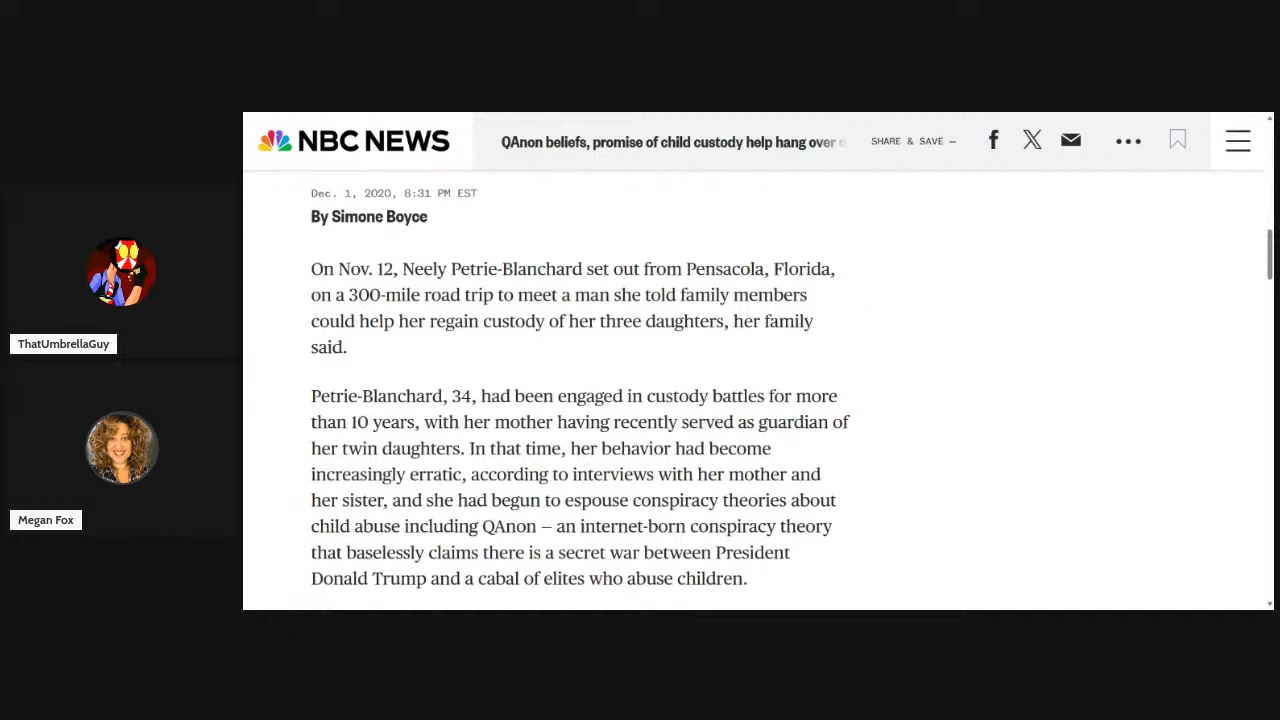 NBC NEWS
QAnon beliefs, promise of child custody help hang over
SHARE & SAVE —
Dec. 1, 2020, 8:31 PM EST
By Simone Boyce
On Nov. 12, Neely Petrie-Blanchard set out from Pensacola, Florida,
on a 300-mile road trip to meet a man she told family members
could help her regain custody of her three daughters, her family
said.
Petrie-Blanchard, 34, had been engaged in custody battles for more
than 10 years, with her mother having recently served as guardian of
her twin daughters. In that time, her behavior had become
increasingly erratic, according to interviews with her mother and
her sister, and she had begun to espouse conspiracy theories about
child abuse including QAnon — an internet-born conspiracy theory
that baselessly claims there is a secret war between President
Donald Trump and a cabal of elites who abuse children.
ThatUmbrellaGuy
Megan Fox